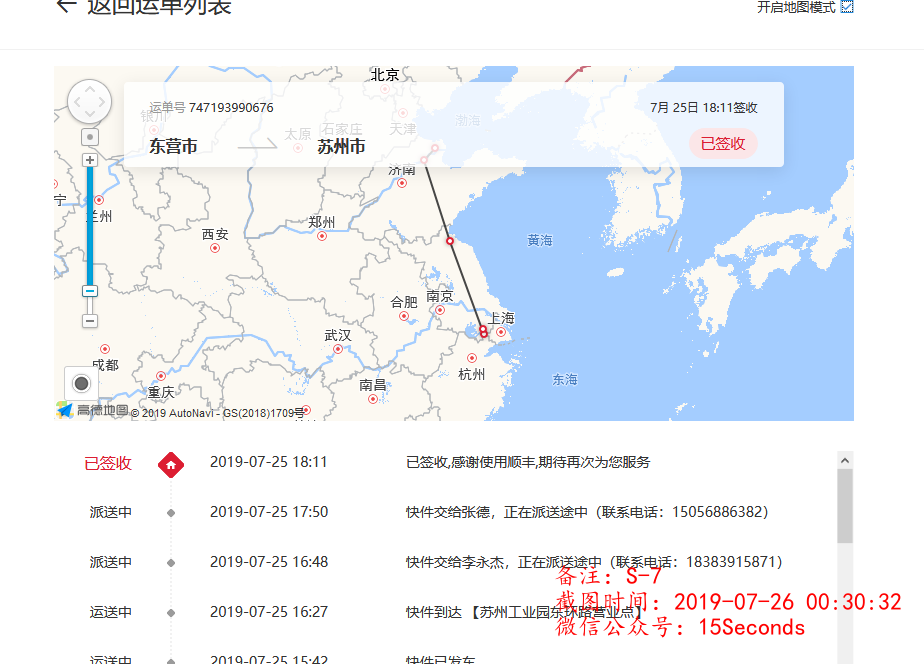 返回运单列表
开启地图模式
北京
运单号 747193990676
7月 25日 18:11签收
银川
太原
石家庄
天津
渤海
东营市
苏州市
已签收
济南
宁
兰州
郑州
西安
黄海
合肥
南京
上海
武汉
成都
杭州
东海
南昌
重庆
高德地图 © 2019 AutoNavi - GS(2018)1709号
已签收 2019-07-25 18:11 已签收,感谢使用顺丰,期待再次为您服务
派送中 2019-07-25 17:50 快件交给张德，正在派送途中（联系电话：15056886382）
派送中 2019-07-25 16:48 快件交给李永杰，正在派送途中（联系电话：18383915871）
备注：S-7
截图时间：2019-07-26 00:30:32
运送中 2019-07-25 16:27 快件到达 【苏州工业园东环路营业点】
微信公众号：15Seconds
运送中 2019-07-25 15:42 快件已发车